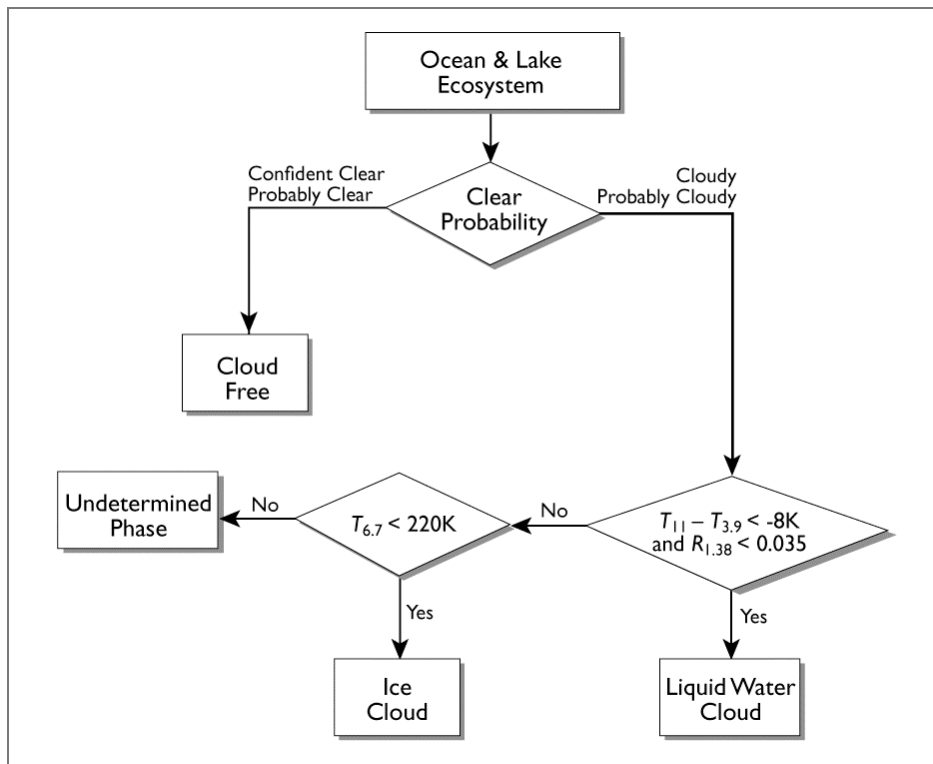 Ocean & Lake
Ecosystem
Confident Clear
Probably Clear
Clear
Probability
Cloudy
Probably Cloudy
Cloud
Free
Undetermined
Phase
No
T6.7 < 220K
No
T11 – T3.9 < -8K
and R1.38 < 0.035
Yes
Yes
Ice
Cloud
Liquid Water
Cloud